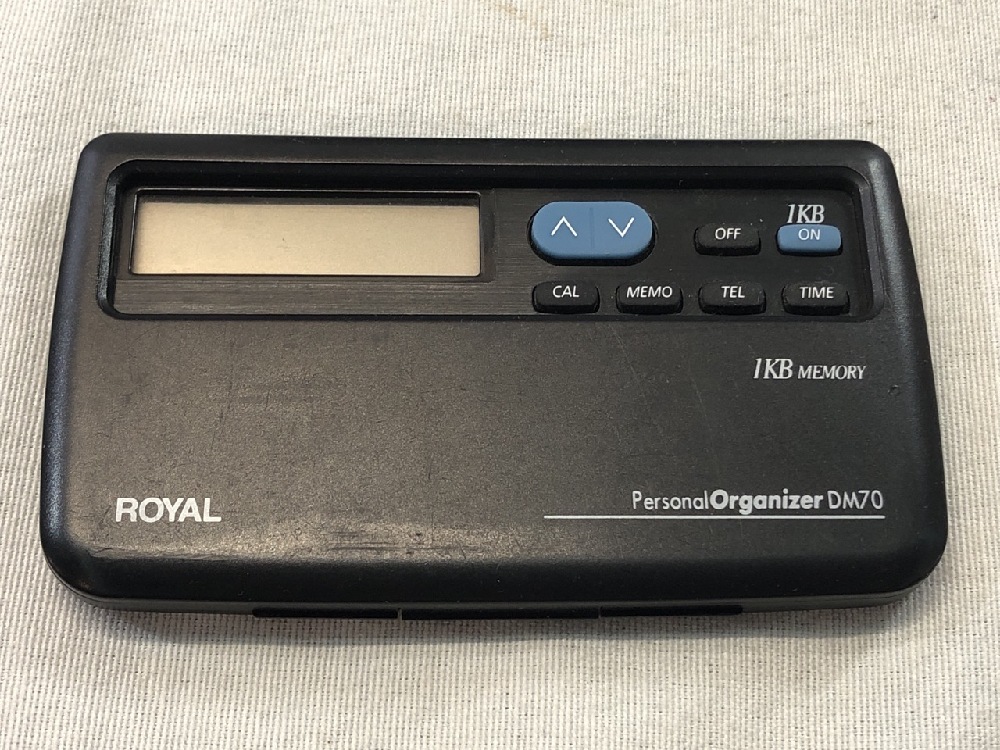 1KB
OFF ON
CAL MEMO TEL TIME
1KB MEMORY
ROYAL
PersonalOrganizer DM70